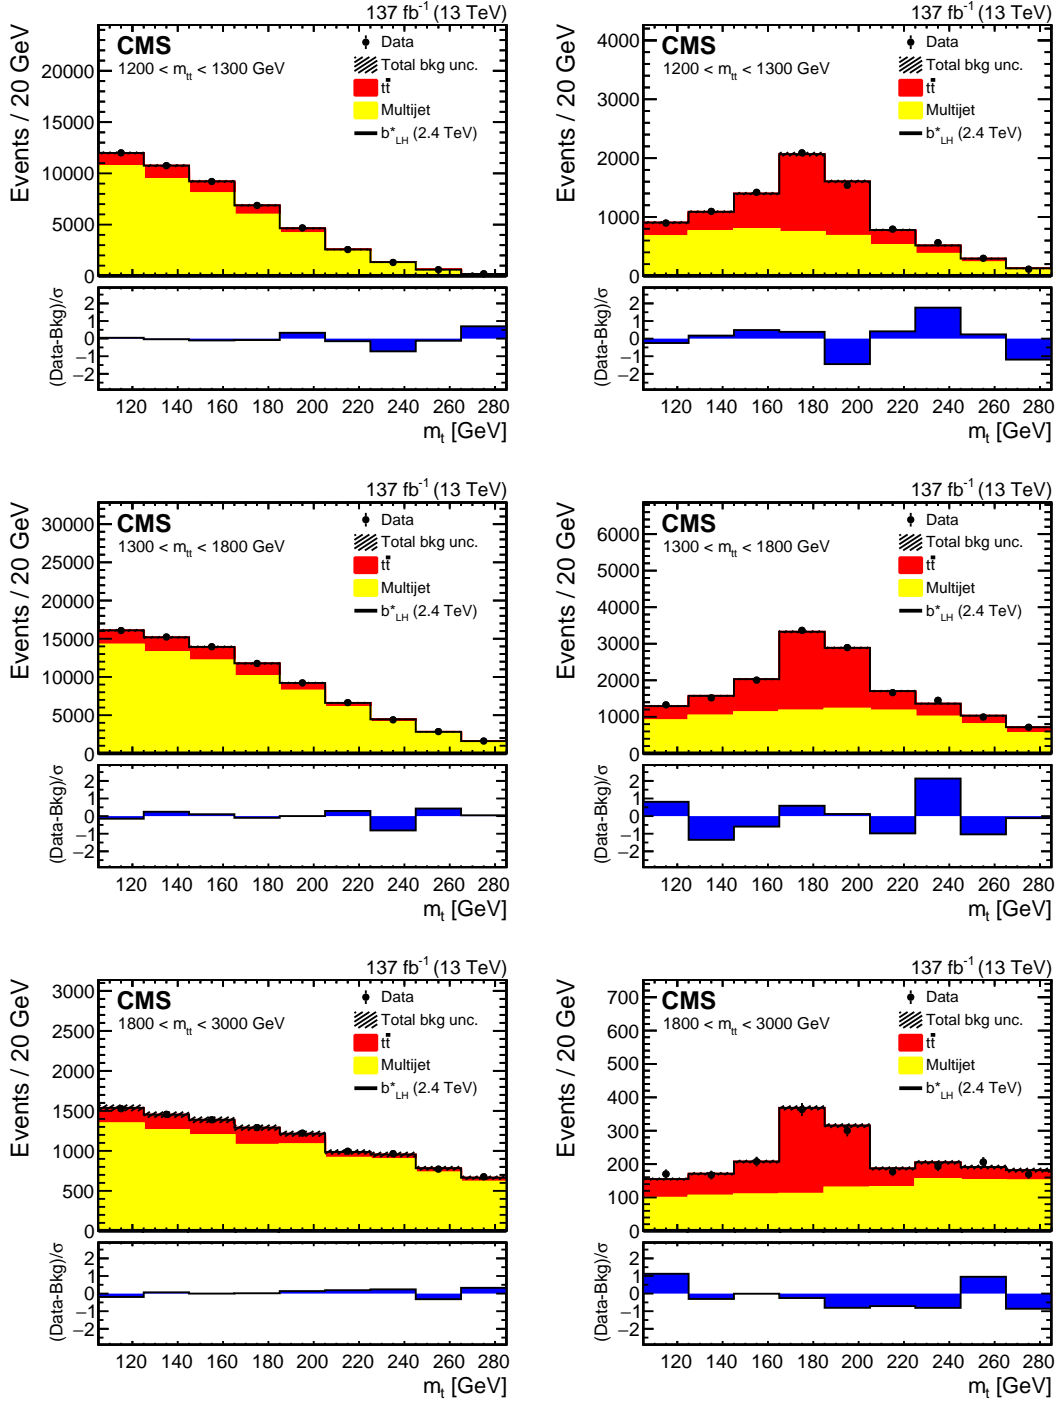 137 fb-1 (13 TeV)
CMS
1200 < mtt < 1300 GeV
Data
Total bkg unc.
tt̄
Multijet
b*LH (2.4 TeV)
Events / 20 GeV
20000
15000
10000
5000
0
(Data-Bkg)/σ
2
1
0
−1
−2
120 140 160 180 200 220 240 260 280
mt [GeV]
137 fb-1 (13 TeV)
CMS
1200 < mtt < 1300 GeV
Data
Total bkg unc.
tt̄
Multijet
b*LH (2.4 TeV)
Events / 20 GeV
4000
3000
2000
1000
0
(Data-Bkg)/σ
2
1
0
−1
−2
120 140 160 180 200 220 240 260 280
mt [GeV]
137 fb-1 (13 TeV)
CMS
1300 < mtt < 1800 GeV
Data
Total bkg unc.
tt̄
Multijet
b*LH (2.4 TeV)
Events / 20 GeV
30000
25000
20000
15000
10000
5000
0
(Data-Bkg)/σ
2
1
0
−1
−2
120 140 160 180 200 220 240 260 280
mt [GeV]
137 fb-1 (13 TeV)
CMS
1300 < mtt < 1800 GeV
Data
Total bkg unc.
tt̄
Multijet
b*LH (2.4 TeV)
Events / 20 GeV
6000
5000
4000
3000
2000
1000
0
(Data-Bkg)/σ
2
1
0
−1
−2
120 140 160 180 200 220 240 260 280
mt [GeV]
137 fb-1 (13 TeV)
CMS
1800 < mtt < 3000 GeV
Data
Total bkg unc.
tt̄
Multijet
b*LH (2.4 TeV)
Events / 20 GeV
3000
2500
2000
1500
1000
500
0
(Data-Bkg)/σ
2
1
0
−1
−2
120 140 160 180 200 220 240 260 280
mt [GeV]
137 fb-1 (13 TeV)
CMS
1800 < mtt < 3000 GeV
Data
Total bkg unc.
tt̄
Multijet
b*LH (2.4 TeV)
Events / 20 GeV
700
600
500
400
300
200
100
0
(Data-Bkg)/σ
2
1
0
−1
−2
120 140 160 180 200 220 240 260 280
mt [GeV]